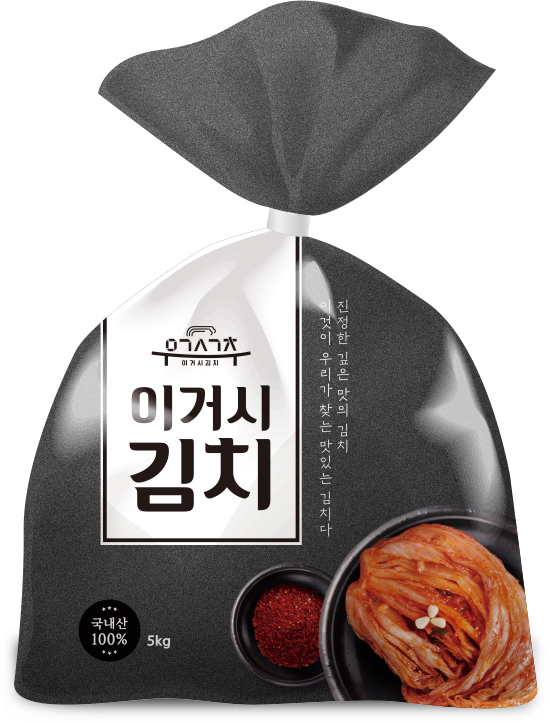 이거시김치
이거시
김치
진정한 깊은 맛의 김치
이것이 우리가 찾는 맛있는 김치다
국내산
100%
5kg